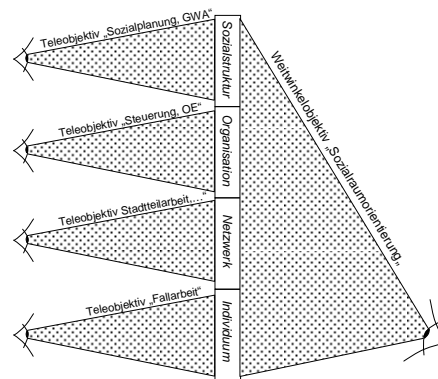 Teleobjektiv „Sozialplanung, GWA“
Sozialstruktur
Teleobjektiv „Steuerung, OE“
Organisation
Teleobjektiv Stadtteilarbeit,…“
Netzwerk
Teleobjektiv „Fallarbeit“
Individuum
Weitwinkelobjektiv „Sozialraumorientierung„